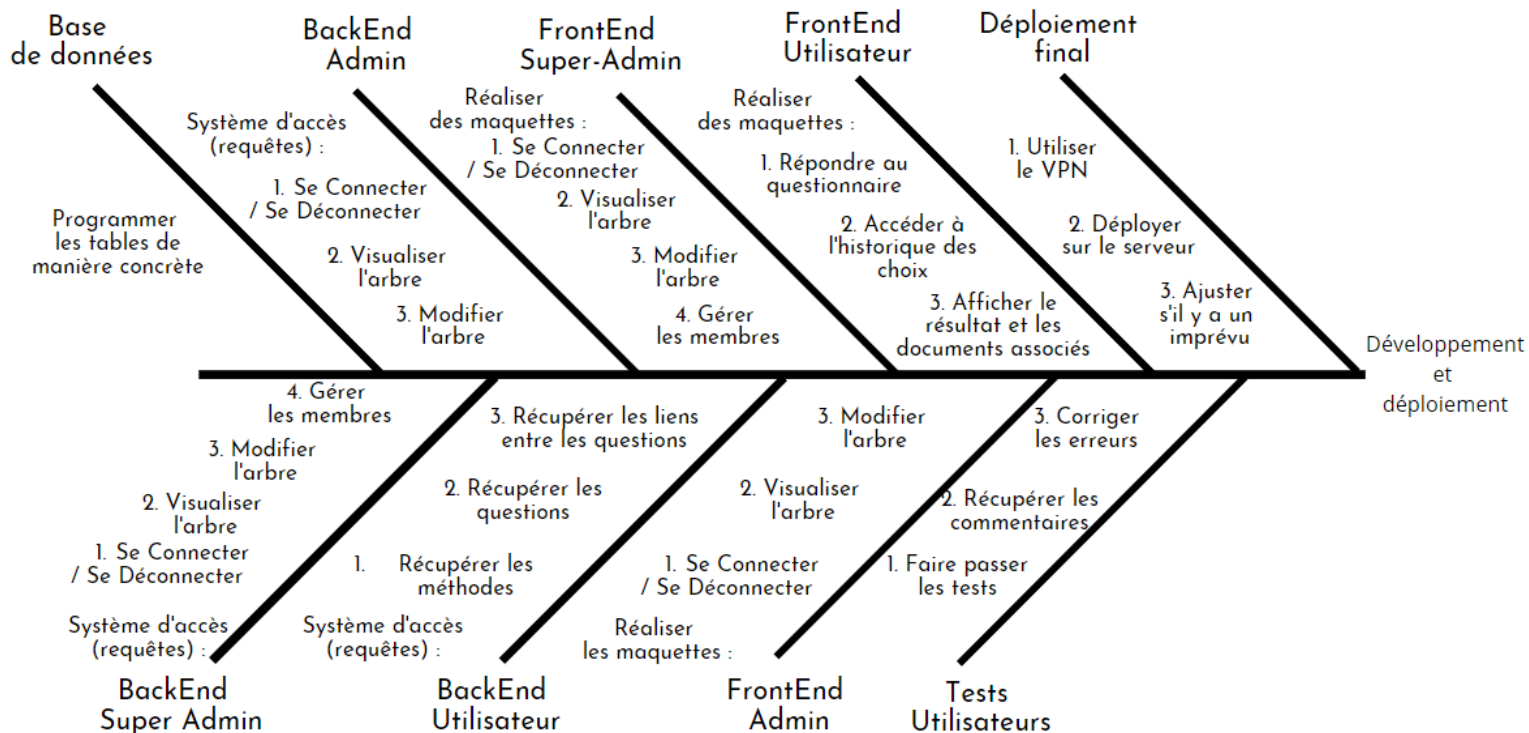 Base
de données
Programmer
les tables de
manière concrète
BackEnd
Admin
Système d'accès
(requêtes) :
1. Se Connecter
/ Se Déconnecter
2. Visualiser
l'arbre
3. Modifier
l'arbre
FrontEnd
Super-Admin
Réaliser
des maquettes :
1. Se Connecter
/ Se Déconnecter
2. Visualiser
l'arbre
3. Modifier
l'arbre
4. Gérer
les membres
FrontEnd
Utilisateur
Réaliser
des maquettes :
1. Répondre au
questionnaire
2. Accéder à
l'historique des
choix
3. Afficher le
résultat et les
documents associés
Déploiement
final
1. Utiliser
le VPN
2. Déployer
sur le serveur
3. Ajuster
s'il y a un
imprévu
Développement
et
déploiement
4. Gérer
les membres
3. Modifier
l'arbre
2. Visualiser
l'arbre
1. Se Connecter
/ Se Déconnecter
Système d'accès
(requêtes) :
BackEnd
Super Admin
3. Récupérer les liens
entre les questions
2. Récupérer les
questions
1. Récupérer les
méthodes
Système d'accès
(requêtes) :
BackEnd
Utilisateur
3. Modifier
l'arbre
2. Visualiser
l'arbre
1. Se Connecter
/ Se Déconnecter
Réaliser
les maquettes :
FrontEnd
Admin
3. Corriger
les erreurs
2. Récupérer les
commentaires
1. Faire passer
les tests
Tests
Utilisateurs